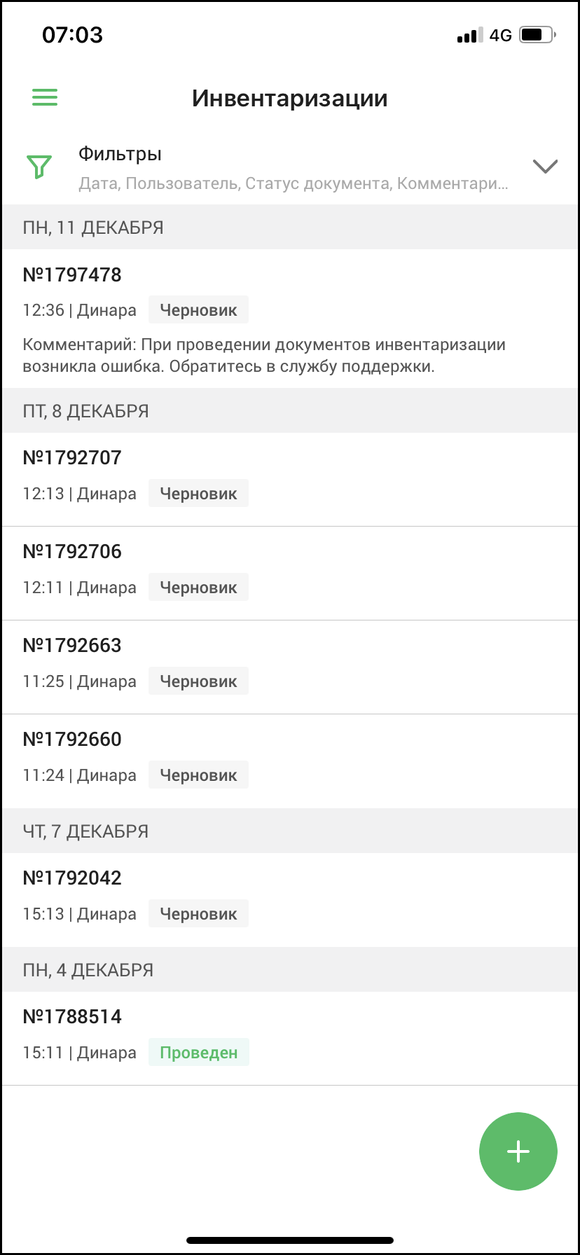 07:03
4G
Инвентаризации
Фильтры
Дата, Пользователь, Статус документа, Комментари...
ПН, 11 ДЕКАБРЯ
№1797478
12:36 | Динара Черновик
Комментарий: При проведении документов инвентаризации
возникла ошибка. Обратитесь в службу поддержки.
ПТ, 8 ДЕКАБРЯ
№1792707
12:13 | Динара Черновик
№1792706
12:11 | Динара Черновик
№1792663
11:25 | Динара Черновик
№1792660
11:24 | Динара Черновик
ЧТ, 7 ДЕКАБРЯ
№1792042
15:13 | Динара Черновик
ПН, 4 ДЕКАБРЯ
№1788514
15:11 | Динара Проведен